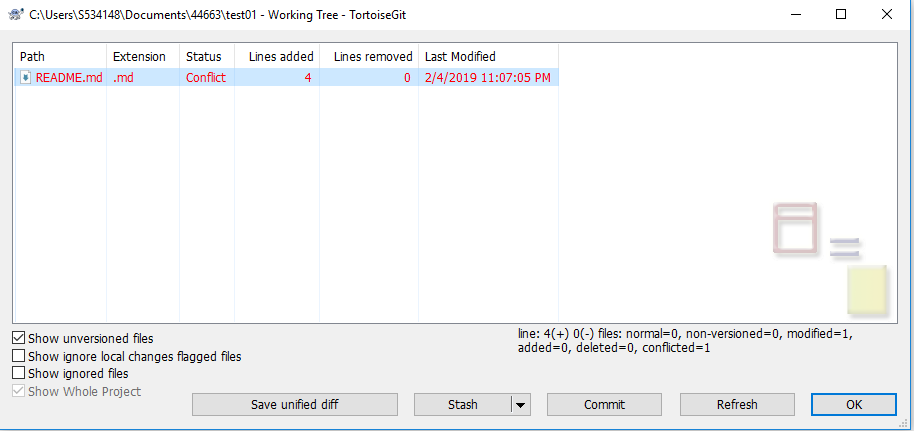 C:\Users\S534148\Documents\44663\test01 - Working Tree - TortoiseGit
Path Extension Status Lines added Lines removed Last Modified
README.md .md Conflict 4 0 2/4/2019 11:07:05 PM
Show unversioned files
line: 4(+) 0(-) files: normal=0, non-versioned=0, modified=1,
added=0, deleted=0, conflicted=1
Show ignore local changes flagged files
Show ignored files
Show Whole Project
Save unified diff Stash Commit Refresh OK